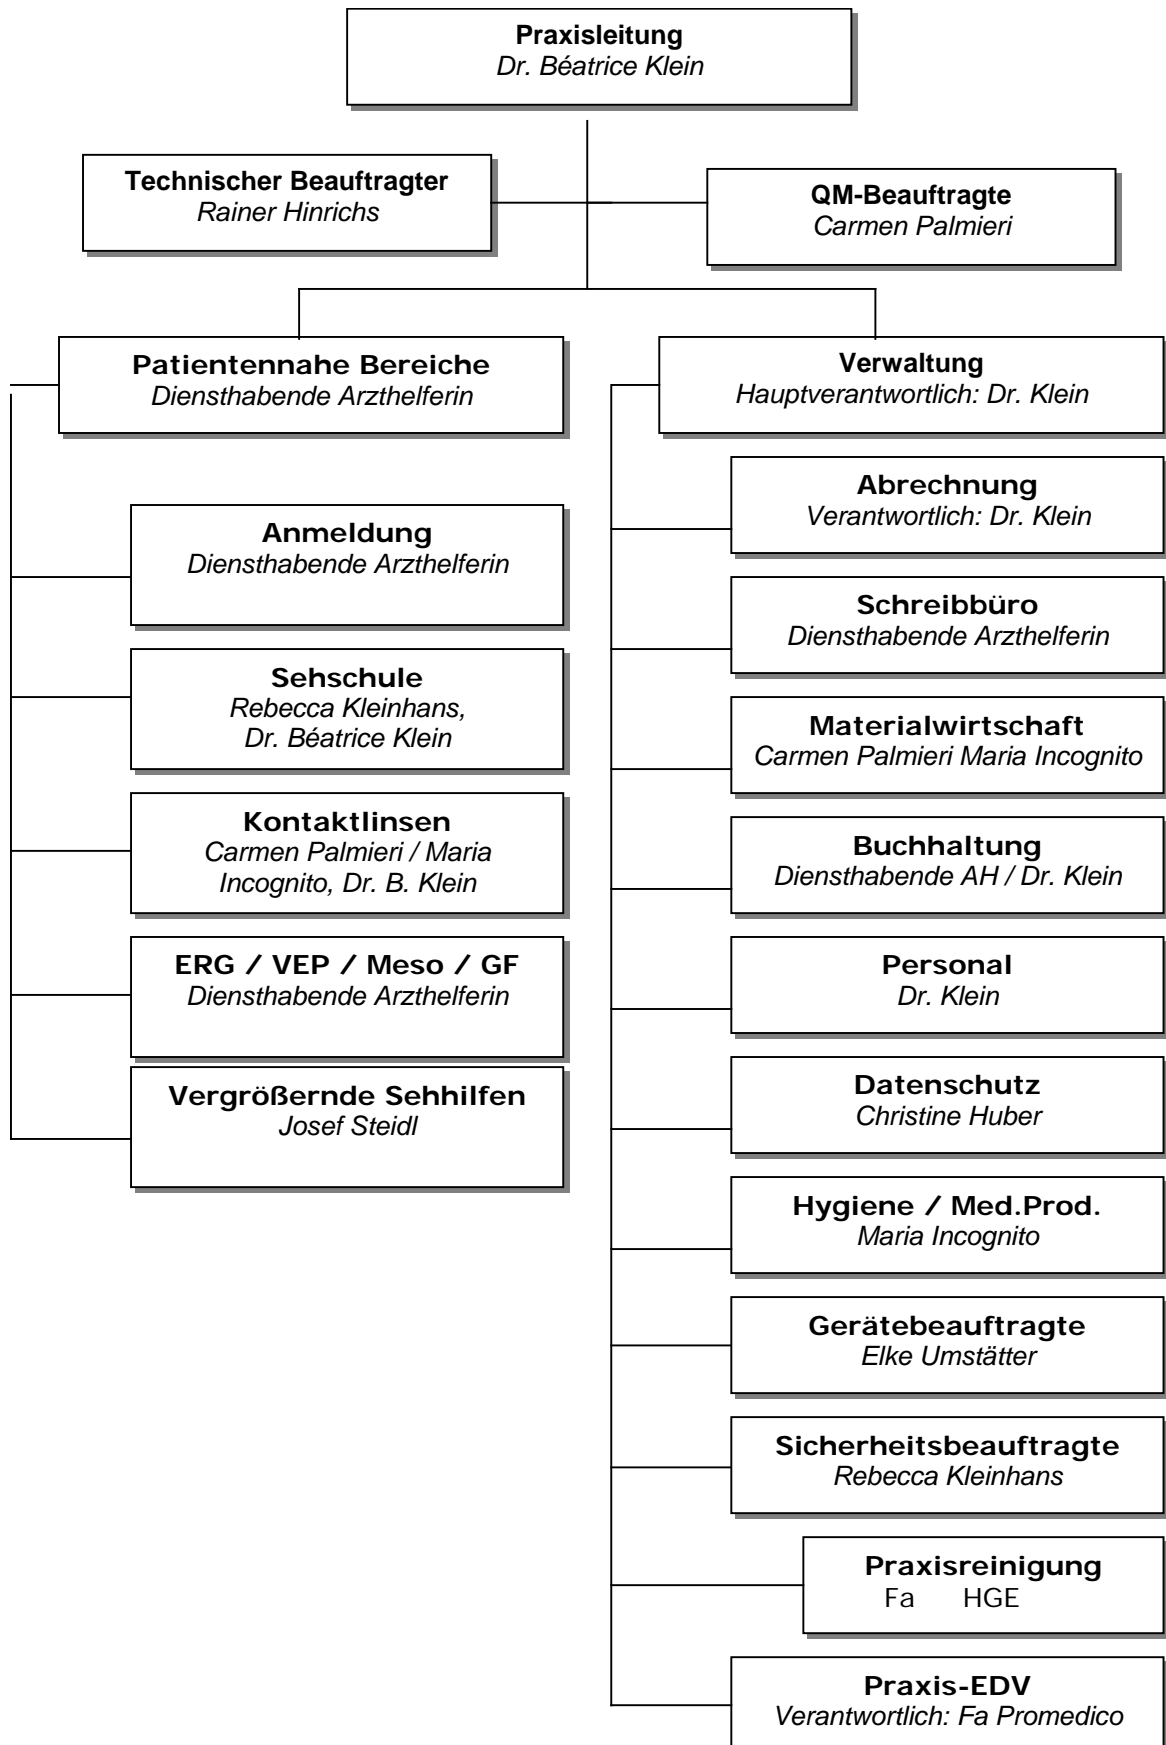 Praxisleitung
Dr. Béatrice Klein
Technischer Beauftragter
Rainer Hinrichs
QM-Beauftragte
Carmen Palmieri
Patientennahe Bereiche
Diensthabende Arzthelferin
Anmeldung
Diensthabende Arzthelferin
Sehschule
Rebecca Kleinhans,
Dr. Béatrice Klein
Kontaktlinsen
Carmen Palmieri / Maria
Incognito, Dr. B. Klein
ERG / VEP / Meso / GF
Diensthabende Arzthelferin
Vergrößernde Sehhilfen
Josef Steidl
Verwaltung
Hauptverantwortlich: Dr. Klein
Abrechnung
Verantwortlich: Dr. Klein
Schreibbüro
Diensthabende Arzthelferin
Materialwirtschaft
Carmen Palmieri Maria Incognito
Buchhaltung
Diensthabende AH / Dr. Klein
Personal
Dr. Klein
Datenschutz
Christine Huber
Hygiene / Med.Prod.
Maria Incognito
Gerätebeauftragte
Elke Umstätter
Sicherheitsbeauftragte
Rebecca Kleinhans
Praxisreinigung
Fa HGE
Praxis-EDV
Verantwortlich: Fa Promedico